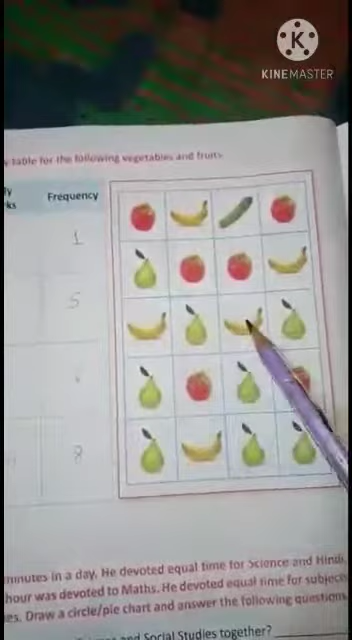 K
KINEMASTER
y table for the following vegetables and fruits
ly
ks
Frequency
1
5
8
minutes in a day. He devoted equal time for Science and Hindi,
hour was devoted to Maths. He devoted equal time for subjects
es. Draw a circle/pie chart and answer the following questions
and Social Studies together?